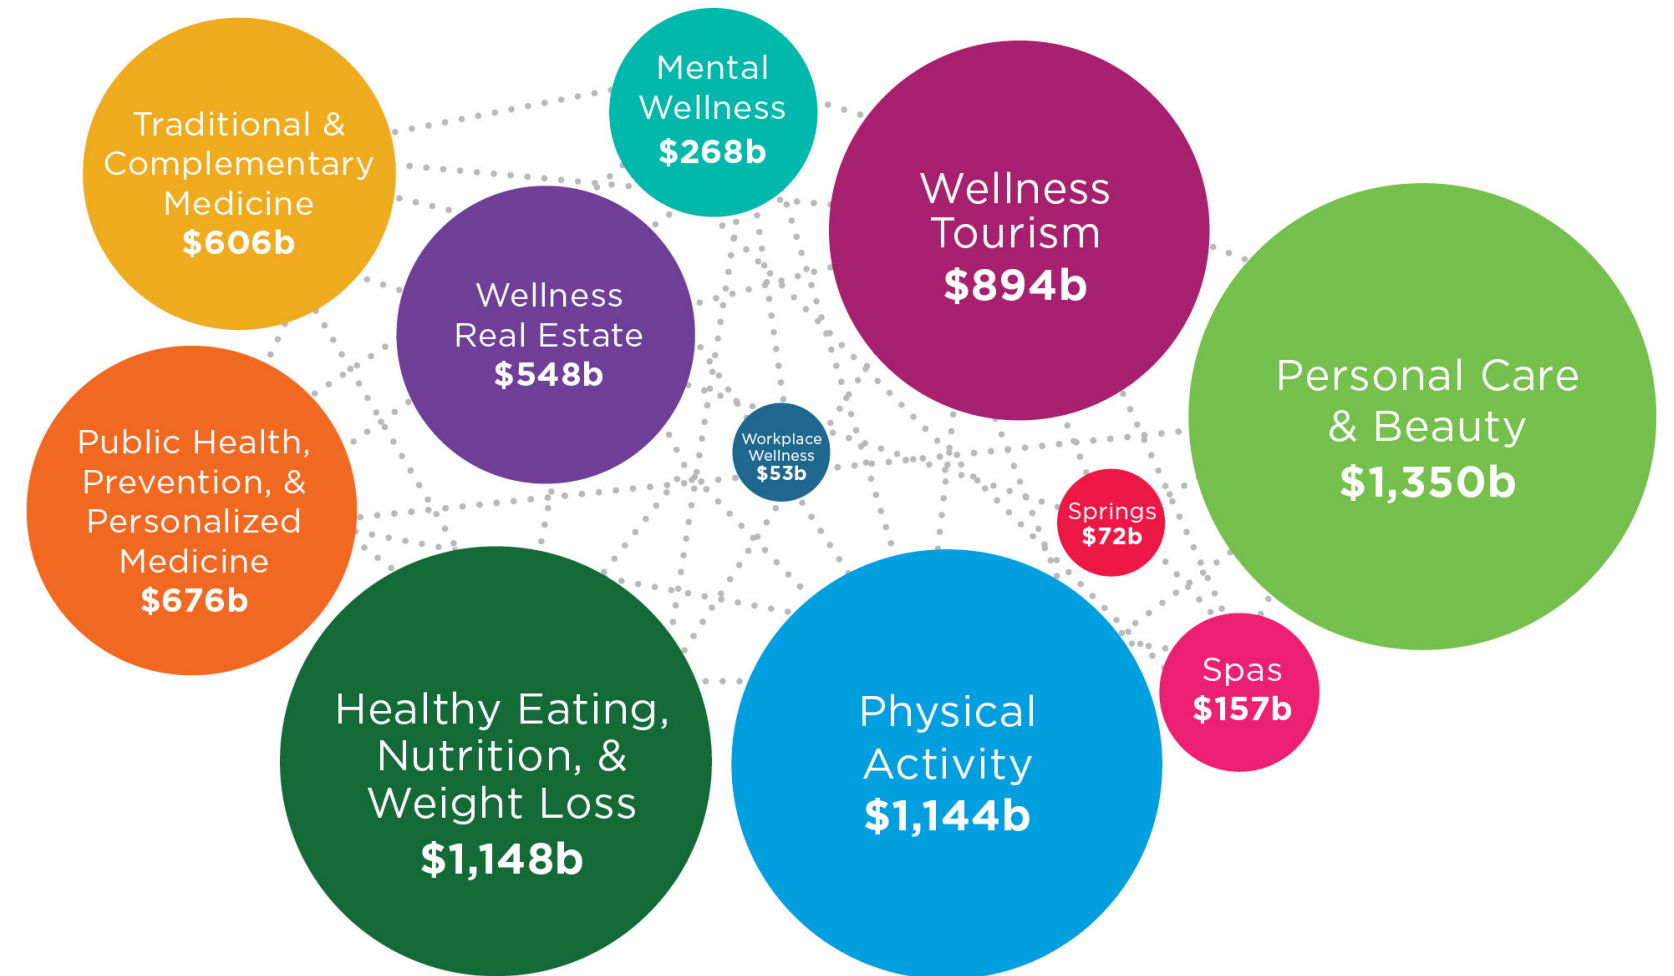 Traditional &
Complementary
Medicine
$606b
Mental
Wellness
$268b
Wellness
Tourism
$894b
Wellness
Real Estate
$548b
Personal Care
& Beauty
$1,350b
Public Health,
Prevention, &
Personalized
Medicine
$676b
Workplace
Wellness
$53b
Springs
$72b
Healthy Eating,
Nutrition, &
Weight Loss
$1,148b
Physical
Activity
$1,144b
Spas
$157b